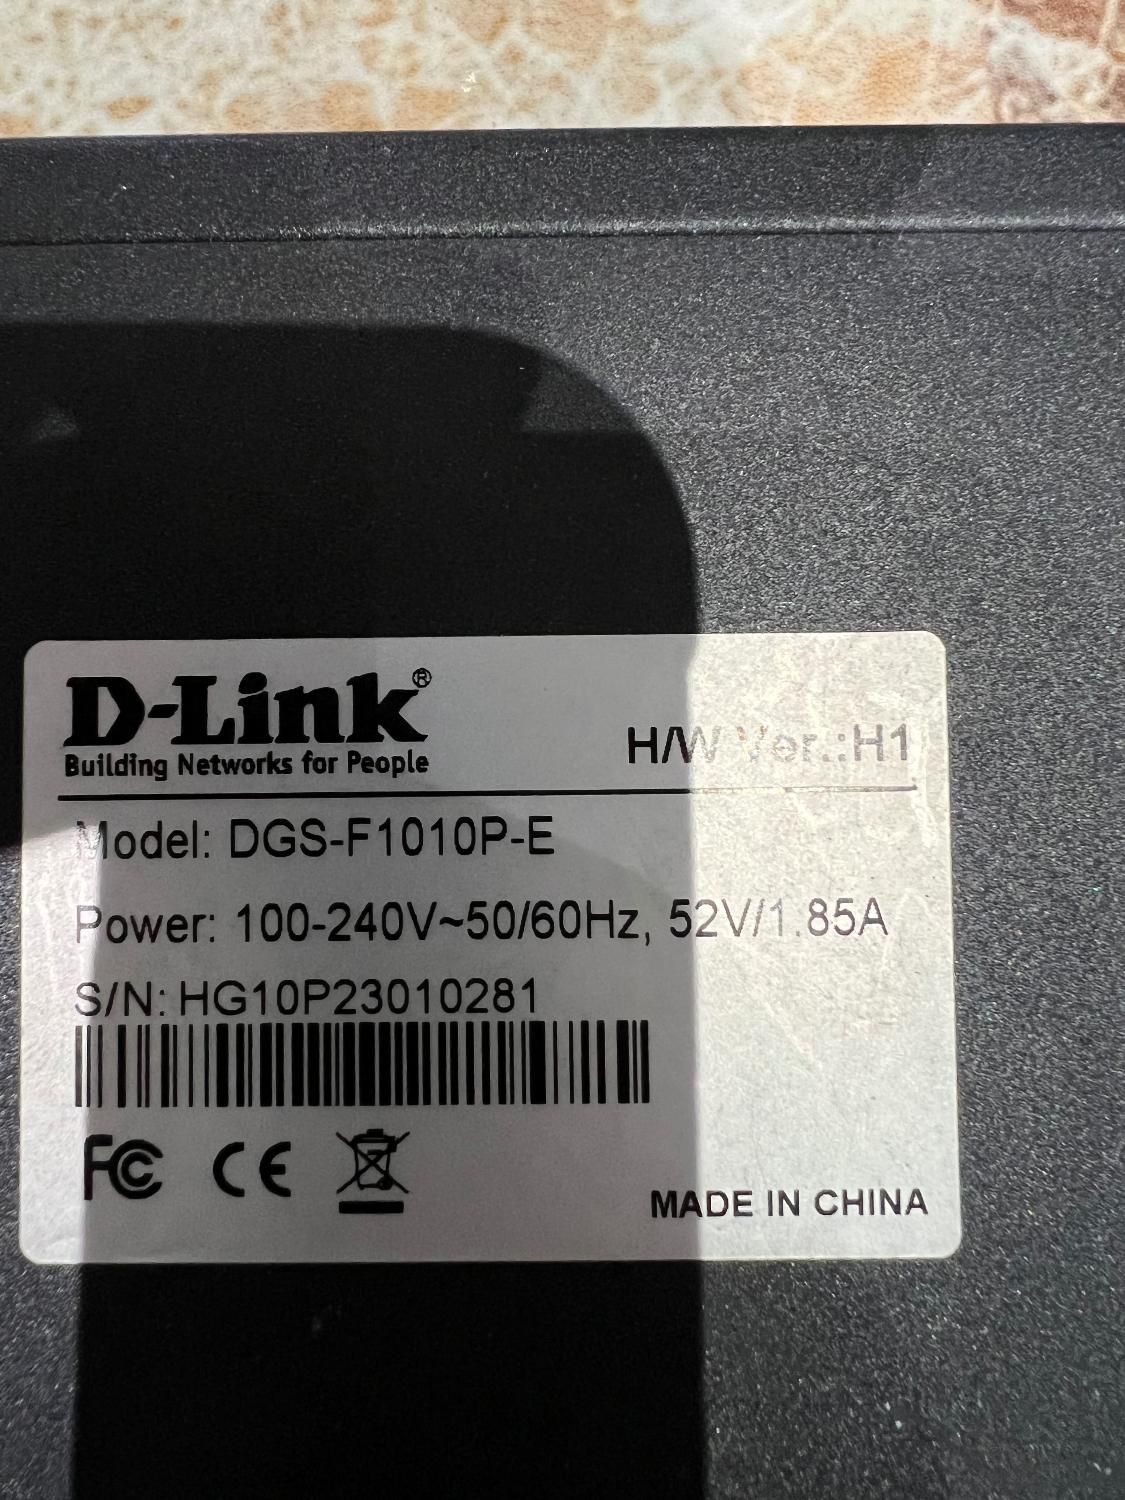 D-Link®
Building Networks for People
H/W Ver.:H1
Model: DGS-F1010P-E
Power: 100-240V~50/60Hz, 52V/1.85A
S/N: HG10P23010281
FC CE
MADE IN CHINA